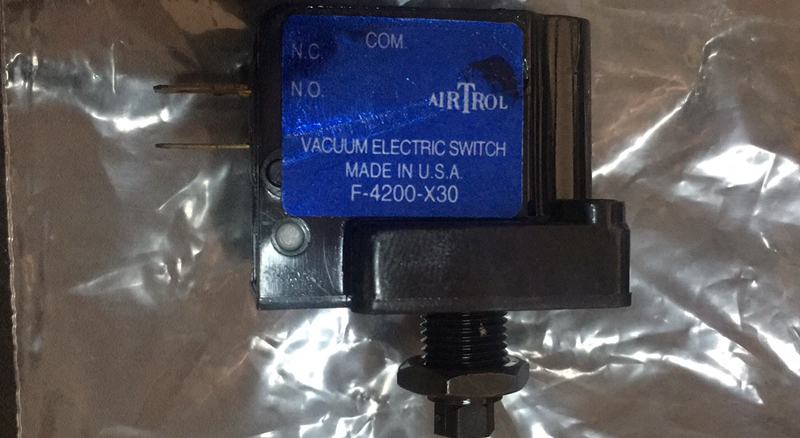 COM.
N.C.
N.O.
AIRTROL
VACUUM ELECTRIC SWITCH
MADE IN U.S.A.
F-4200-X30